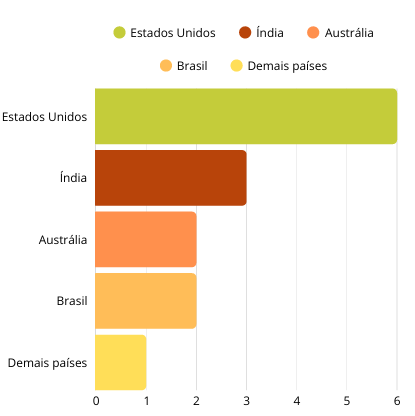 Estados Unidos Índia Austrália
Brasil Demais países
Estados Unidos
Índia
Austrália
Brasil
Demais países
0 1 2 3 4 5 6